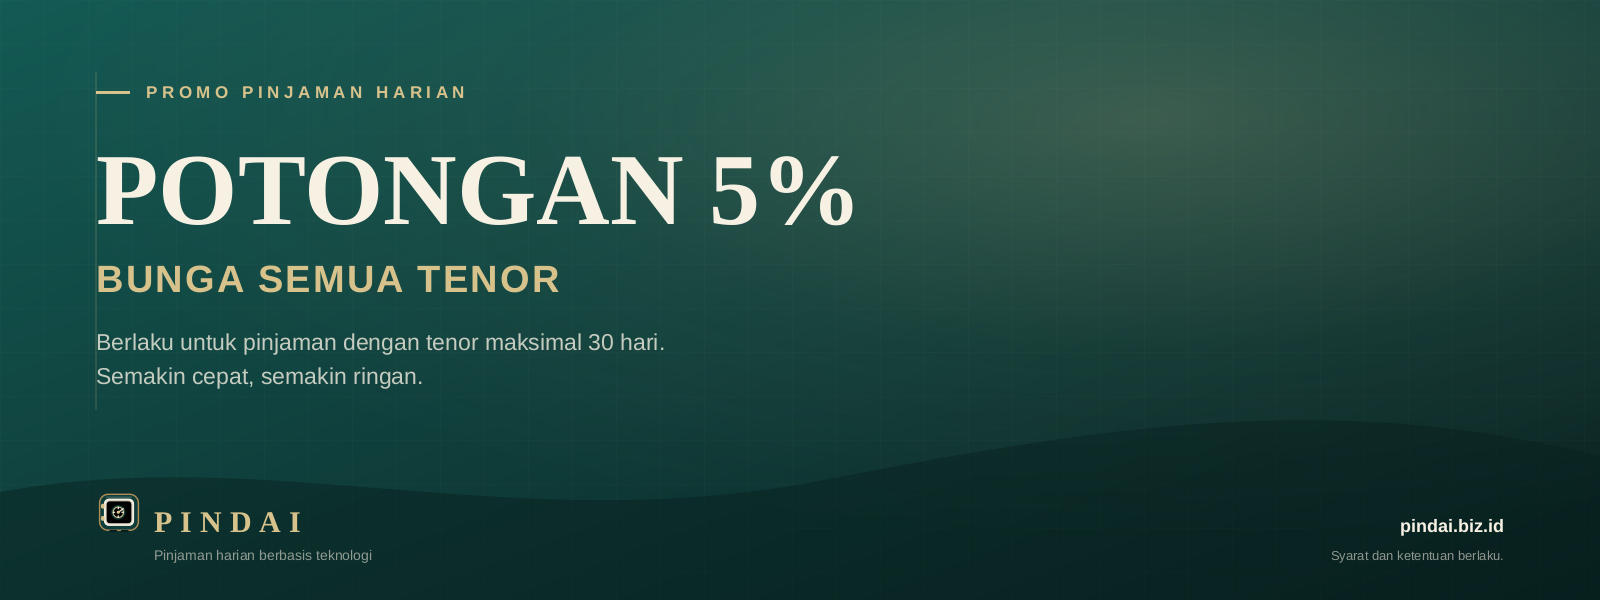 PROMO PINJAMAN HARIAN
POTONGAN 5%
BUNGA SEMUA TENOR
Berlaku untuk pinjaman dengan tenor maksimal 30 hari.
Semakin cepat, semakin ringan.
PINDAI
Pinjaman harian berbasis teknologi
pindai.biz.id
Syarat dan ketentuan berlaku.